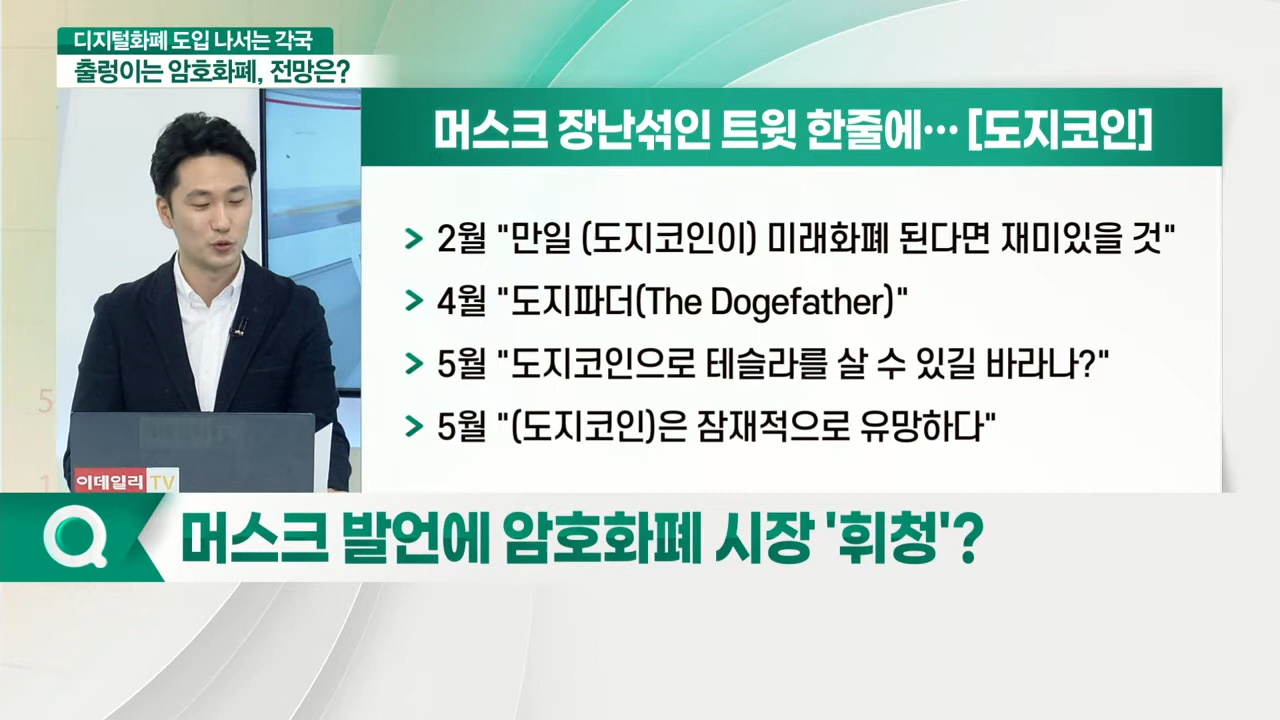 디지털화폐 도입 나서는 각국
출렁이는 암호화폐, 전망은?
머스크 장난섞인 트윗 한줄에… [도지코인]
> 2월 "만일 (도지코인이) 미래화폐 된다면 재미있을 것"
> 4월 "도지파더(The Dogefather)"
> 5월 "도지코인으로 테슬라를 살 수 있길 바라나?"
> 5월 "(도지코인)은 잠재적으로 유망하다"
5
1
이데일리 TV
Q 머스크 발언에 암호화폐 시장 '휘청'?